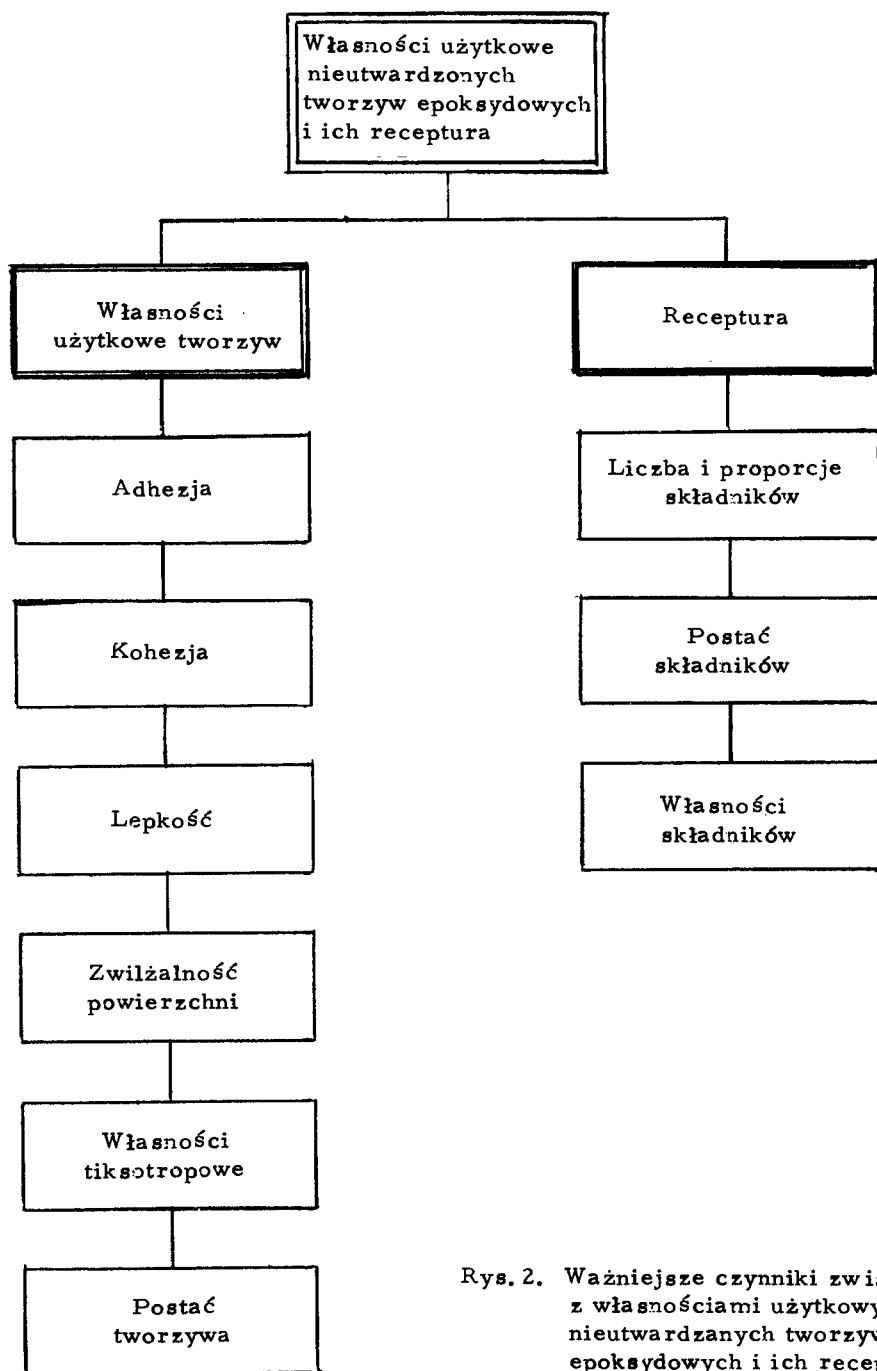 Własności użytkowe
nieutwardzonych
tworzyw epoksydowych
i ich receptura
Własności
użytkowe tworzyw
Adhezja
Kohezja
Lepkość
Zwilżalność
powierzchni
Własności
tiksotropowe
Postać
tworzywa
Receptura
Liczba i proporcje
składników
Postać
składników
Własności
składników
Rys. 2. Ważniejsze czynniki
z własnościami
nieutwardzanych
epoksydowych i ich